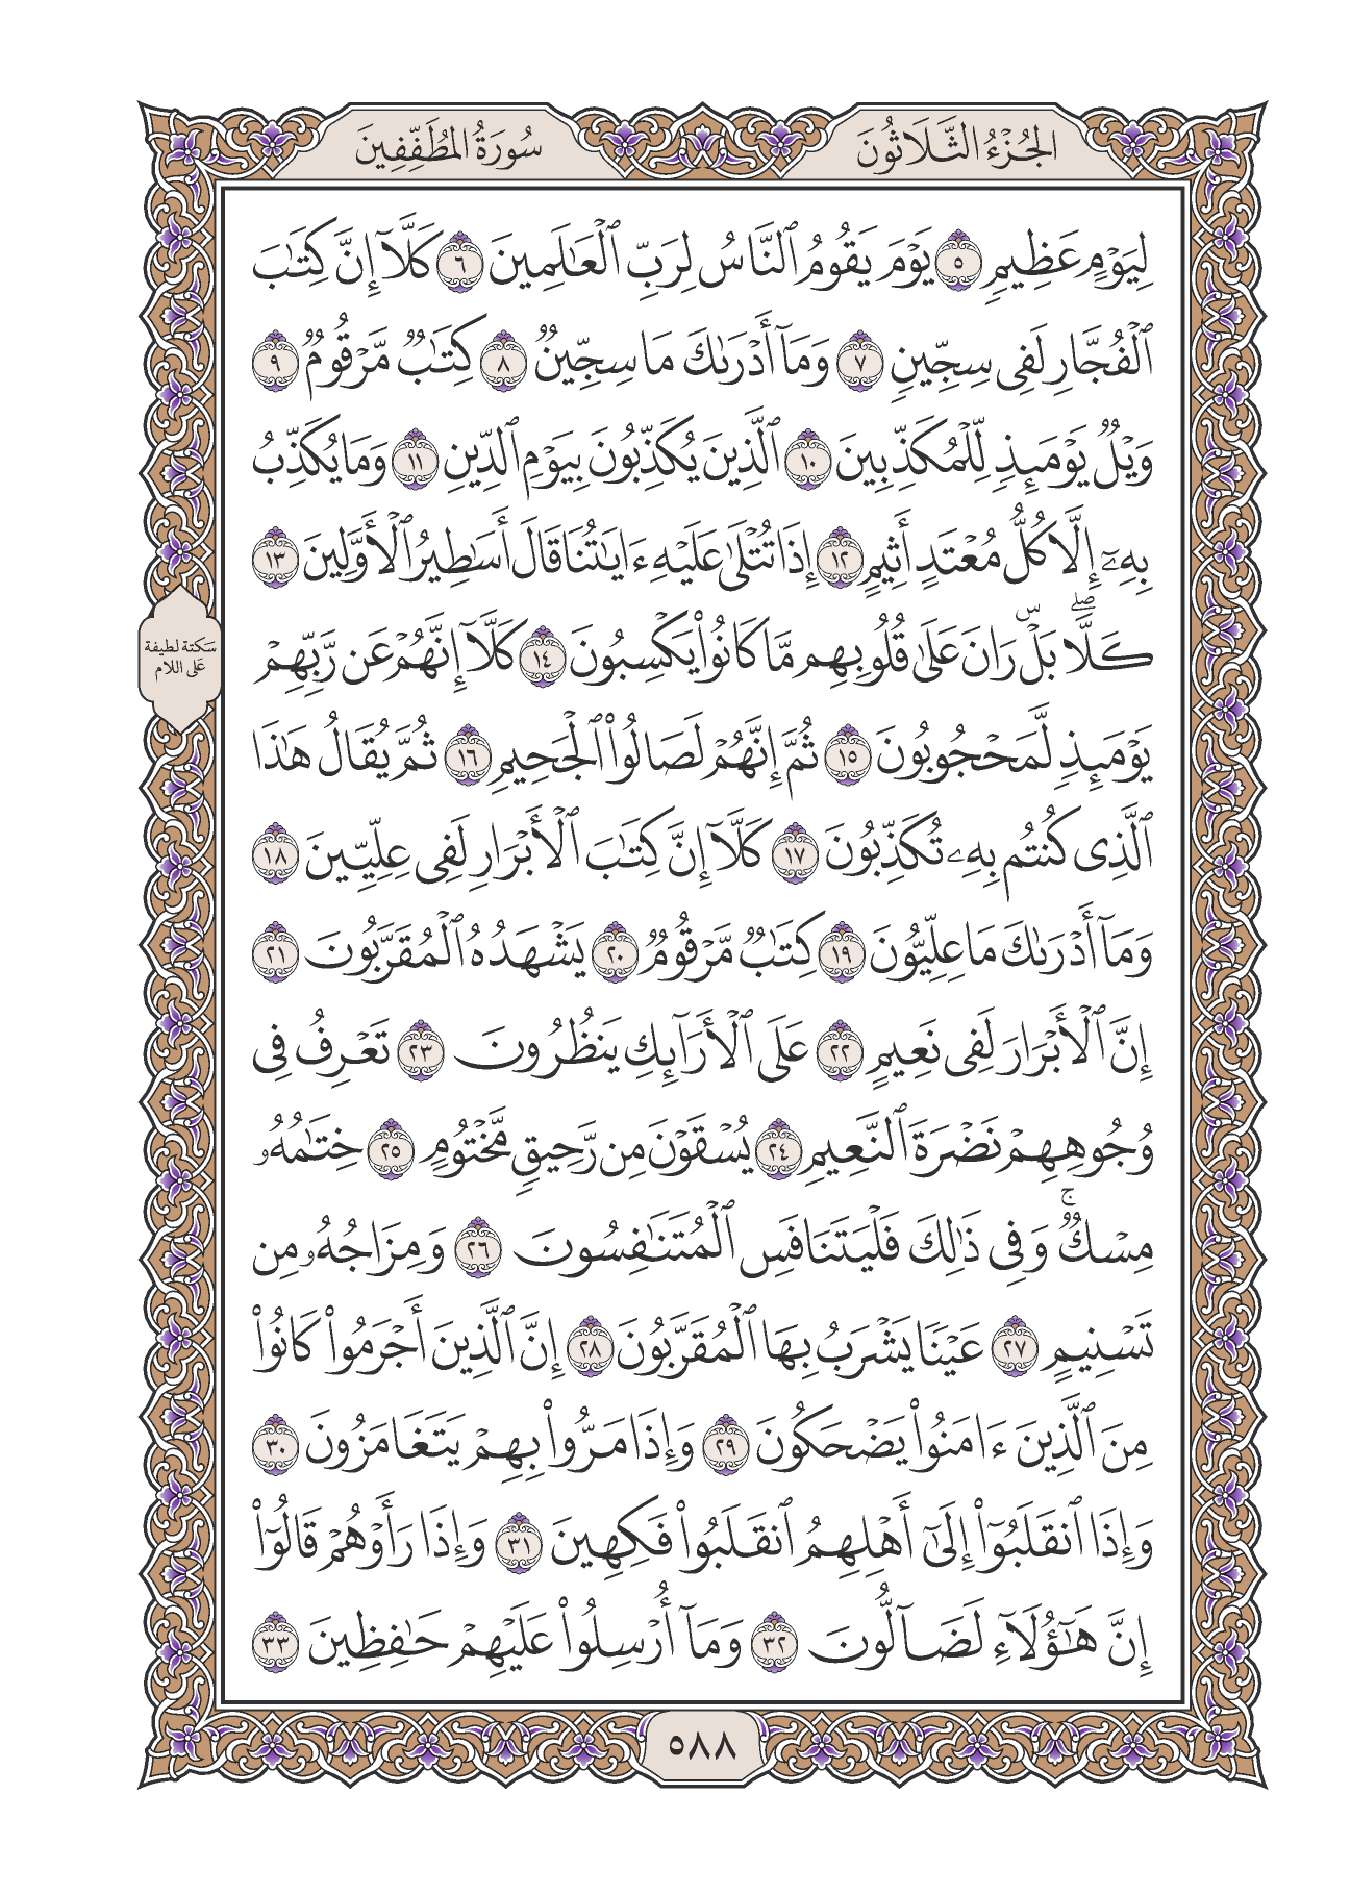 الجُزْءُ الثَّلَاثُونَ
سُورَةُ المُطَفِّفِينَ
لِيَوْمٍ عَظِيمٍ ٥ يَوْمَ يَقُومُ ٱلنَّاسُ لِرَبِّ ٱلْعَـٰلَمِينَ ٦ كَلَّآ إِنَّ كِتَـٰبَ
ٱلْفُجَّارِ لَفِى سِجِّينٍ ٧ وَمَآ أَدْرَىٰكَ مَا سِجِّينٌ ٨ كِتَـٰبٌ مَّرْقُومٌ ٩
وَيْلٌ يَوْمَئِذٍ لِّلْمُكَذِّبِينَ ١٠ ٱلَّذِينَ يُكَذِّبُونَ بِيَوْمِ ٱلدِّينِ ١١ وَمَا يُكَذِّبُ
بِهِۦٓ إِلَّا كُلُّ مُعْتَدٍ أَثِيمٍ ١٢ إِذَا تُتْلَىٰ عَلَيْهِ ءَايَـٰتُنَا قَالَ أَسَـٰطِيرُ ٱلْأَوَّلِينَ ١٣
كَلَّا ۖ بَلْ ۜ رَانَ عَلَىٰ قُلُوبِهِم مَّا كَانُوا۟ يَكْسِبُونَ ١٤ كَلَّآ إِنَّهُمْ عَن رَّبِّهِمْ
سكتة لطيفة
على اللام
يَوْمَئِذٍ لَّمَحْجُوبُونَ ١٥ ثُمَّ إِنَّهُمْ لَصَالُوا۟ ٱلْجَحِيمِ ١٦ ثُمَّ يُقَالُ هَـٰذَا
ٱلَّذِى كُنتُم بِهِۦ تُكَذِّبُونَ ١٧ كَلَّآ إِنَّ كِتَـٰبَ ٱلْأَبْرَارِ لَفِى عِلِّيِّينَ ١٨
وَمَآ أَدْرَىٰكَ مَا عِلِّيُّونَ ١٩ كِتَـٰبٌ مَّرْقُومٌ ٢٠ يَشْهَدُهُ ٱلْمُقَرَّبُونَ ٢١
إِنَّ ٱلْأَبْرَارَ لَفِى نَعِيمٍ ٢٢ عَلَى ٱلْأَرَآئِكِ يَنظُرُونَ ٢٣ تَعْرِفُ فِى
وُجُوهِهِمْ نَضْرَةَ ٱلنَّعِيمِ ٢٤ يُسْقَوْنَ مِن رَّحِيقٍ مَّخْتُومٍ ٢٥ خِتَـٰمُهُۥ
مِسْكٌ ۚ وَفِى ذَٰلِكَ فَلْيَتَنَافَسِ ٱلْمُتَنَـٰفِسُونَ ٢٦ وَمِزَاجُهُۥ مِن
تَسْنِيمٍ ٢٧ عَيْنًا يَشْرَبُ بِهَا ٱلْمُقَرَّبُونَ ٢٨ إِنَّ ٱلَّذِينَ أَجْرَمُوا۟ كَانُوا۟
مِنَ ٱلَّذِينَ ءَامَنُوا۟ يَضْحَكُونَ ٢٩ وَإِذَا مَرُّوا۟ بِهِمْ يَتَغَامَزُونَ ٣٠
وَإِذَا ٱنقَلَبُوٓا۟ إِلَىٰٓ أَهْلِهِمُ ٱنقَلَبُوا۟ فَكِهِينَ ٣١ وَإِذَا رَأَوْهُمْ قَالُوٓا۟
إِنَّ هَـٰٓؤُلَآءِ لَضَآلُّونَ ٣٢ وَمَآ أُرْسِلُوا۟ عَلَيْهِمْ حَـٰفِظِينَ ٣٣
٥٨٨